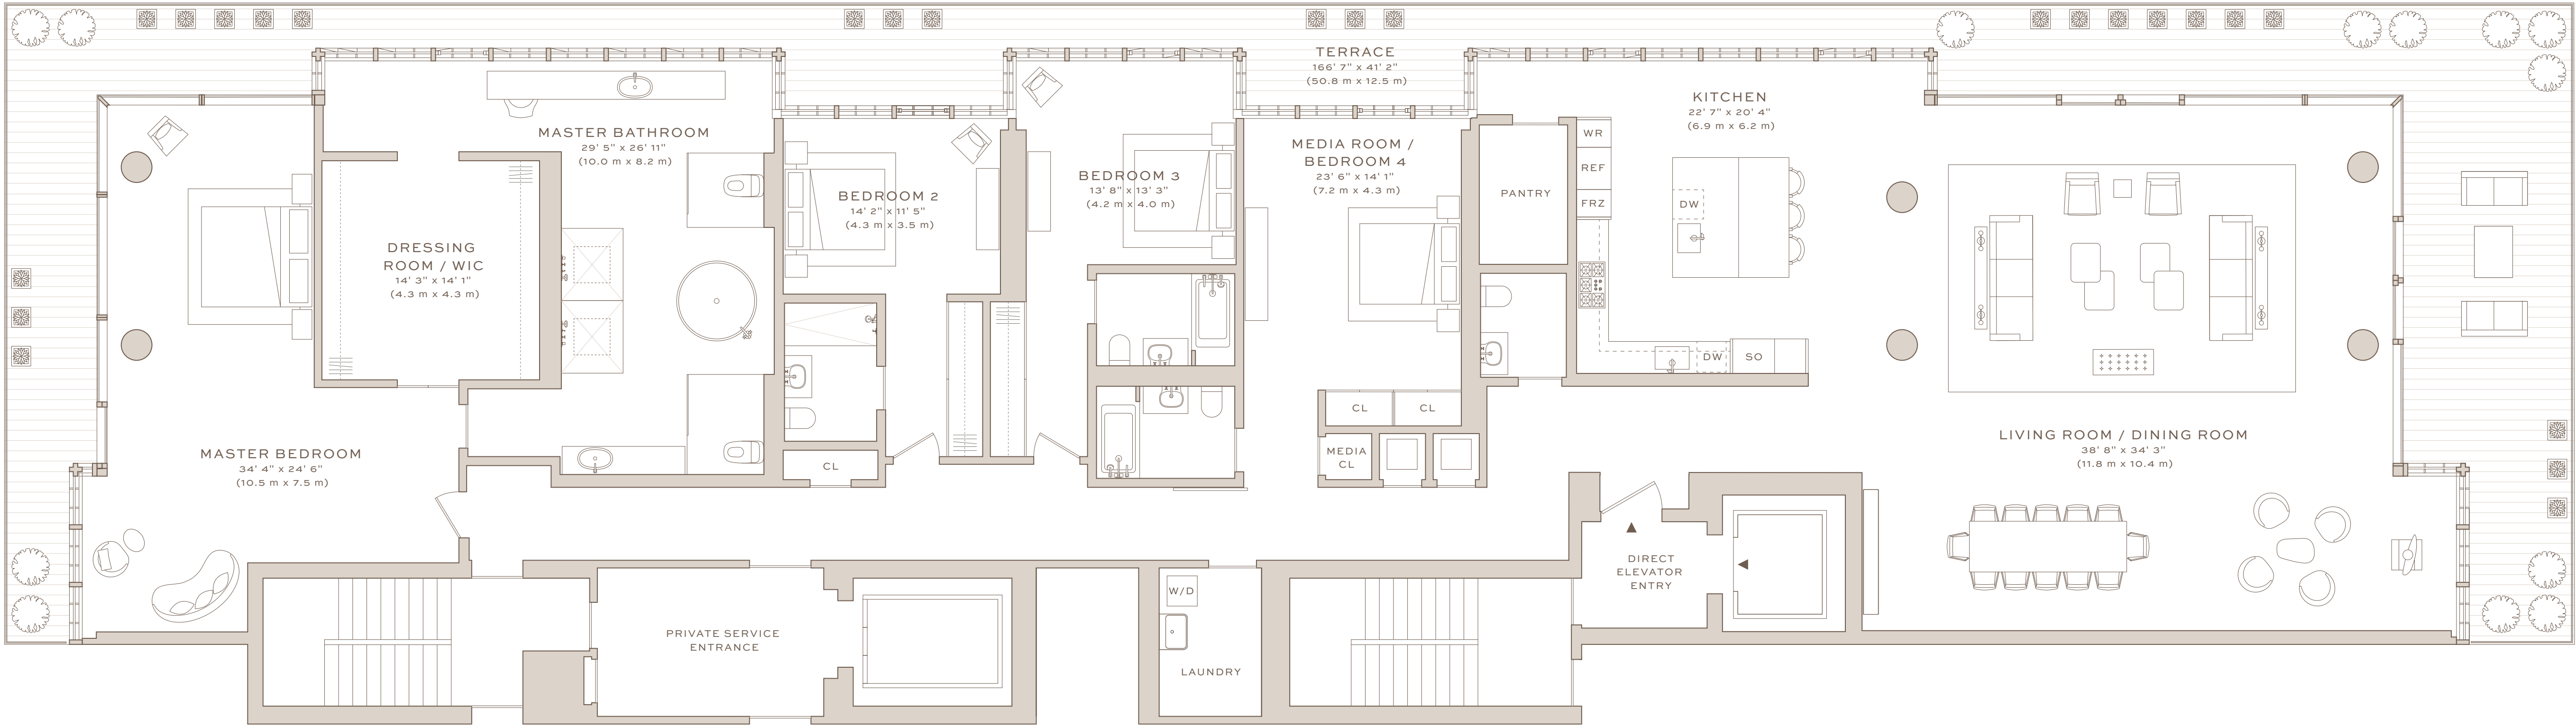 TERRACE
166' 7" x 41' 2"
(50.8 m x 12.5 m)
KITCHEN
22' 7" x 20' 4"
(6.9 m x 6.2 m)
MASTER BATHROOM
29' 5" x 26' 11"
(10.0 m x 8.2 m)
MEDIA ROOM /
BEDROOM 4
23' 6" x 14' 1"
(7.2 m x 4.3 m)
WR
REF
FRZ
PANTRY
DW
BEDROOM 3
13' 8" x 13' 3"
(4.2 m x 4.0 m)
BEDROOM 2
14' 2" x 11' 5"
(4.3 m x 3.5 m)
DRESSING
ROOM / WIC
14' 3" x 14' 1"
(4.3 m x 4.3 m)
DW
SO
CL
CL
LIVING ROOM / DINING ROOM
38' 8" x 34' 3"
(11.8 m x 10.4 m)
MASTER BEDROOM
34' 4" x 24' 6"
(10.5 m x 7.5 m)
MEDIA
CL
CL
DIRECT
ELEVATOR
ENTRY
W/D
PRIVATE SERVICE
ENTRANCE
LAUNDRY